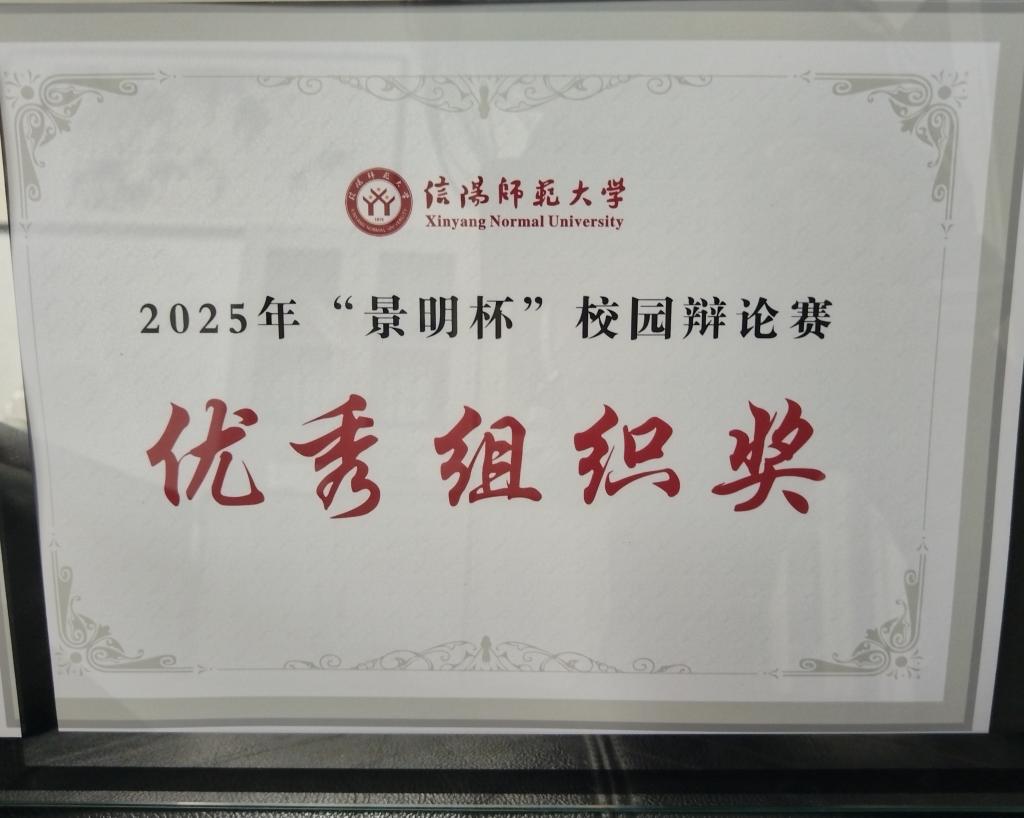 信陽師範大学
Xinyang Normal University
2025年“景明杯”校园辩论赛
优秀组织奖